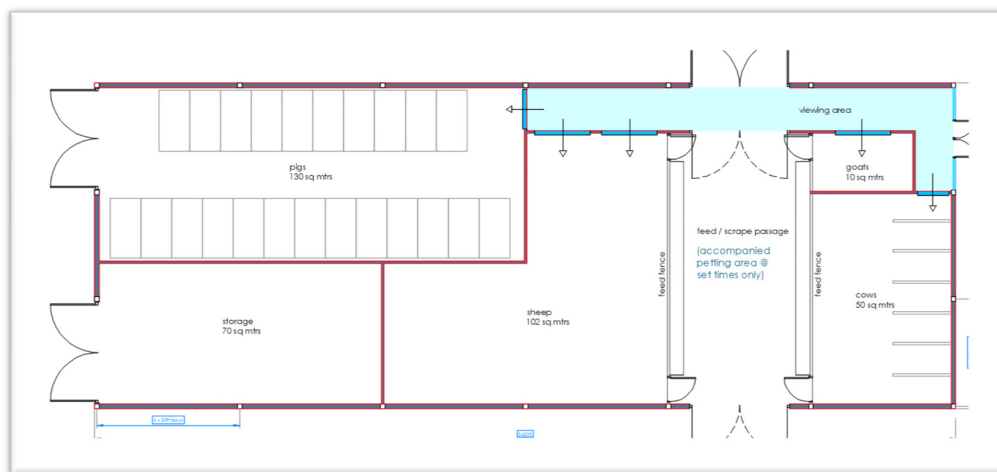 viewing area
pigs
130 sq mtrs
goats
10 sq mtrs
feed / scrape passage
(accompanied
petting area @
set times only)
feed fence
feed fence
cows
50 sq mtrs
sheep
102 sq mtrs
storage
70 sq mtrs